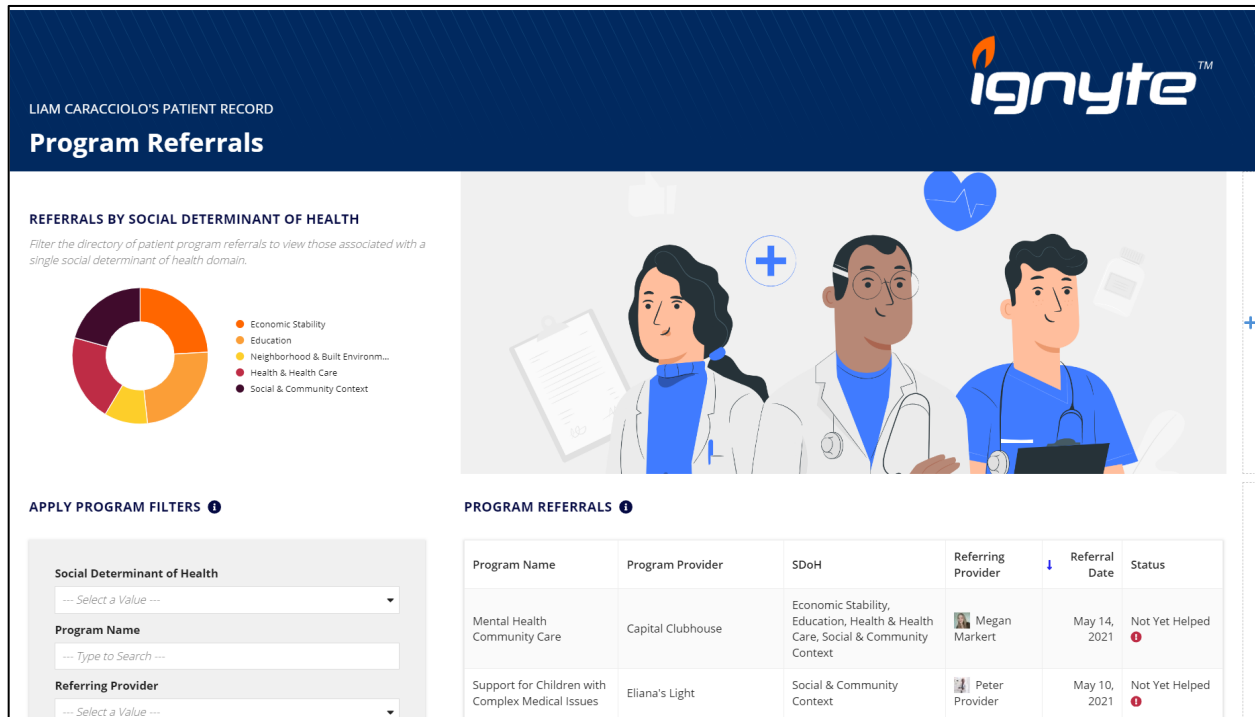 ignyte
TM
LIAM CARACCIOLO'S PATIENT RECORD
Program Referrals
REFERRALS BY SOCIAL DETERMINANT OF HEALTH
Filter the directory of patient program referrals to view those associated with a
single social determinant of health domain.
Economic Stability
Education
Neighborhood & Built Environm...
Health & Health Care
Social & Community Context
APPLY PROGRAM FILTERS
Social Determinant of Health
--- Select a Value ---
Program Name
--- Type to Search ---
Referring Provider
--- Select a Value ---
PROGRAM REFERRALS
Program Name
Program Provider
SDoH
Referring
Provider
Referral
Date
Status
Mental Health
Community Care
Capital Clubhouse
Economic Stability,
Education, Health & Health
Care, Social & Community
Context
Megan
Markert
May 14,
2021
Not Yet Helped
Support for Children with
Complex Medical Issues
Eliana's Light
Social & Community
Context
Peter
Provider
May 10,
2021
Not Yet Helped